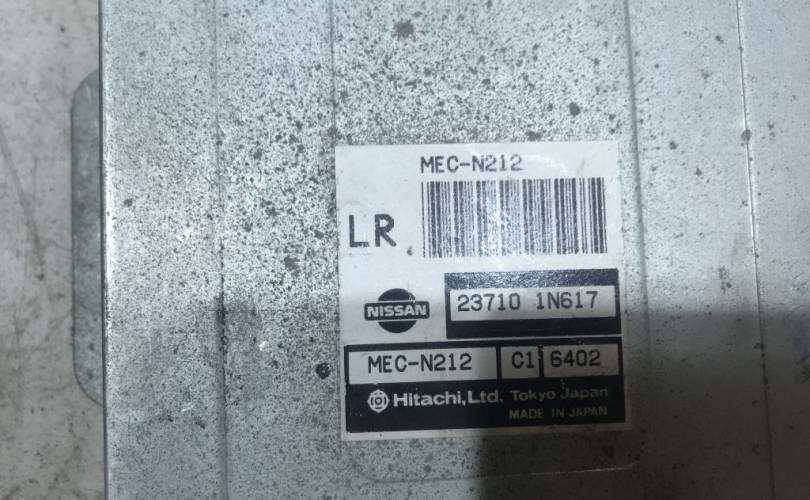 MEC-N212
LR
NISSAN
23710 1N617
MEC-N212 C1 6402
Hitachi, Ltd. Tokyo Japan
MADE IN JAPAN